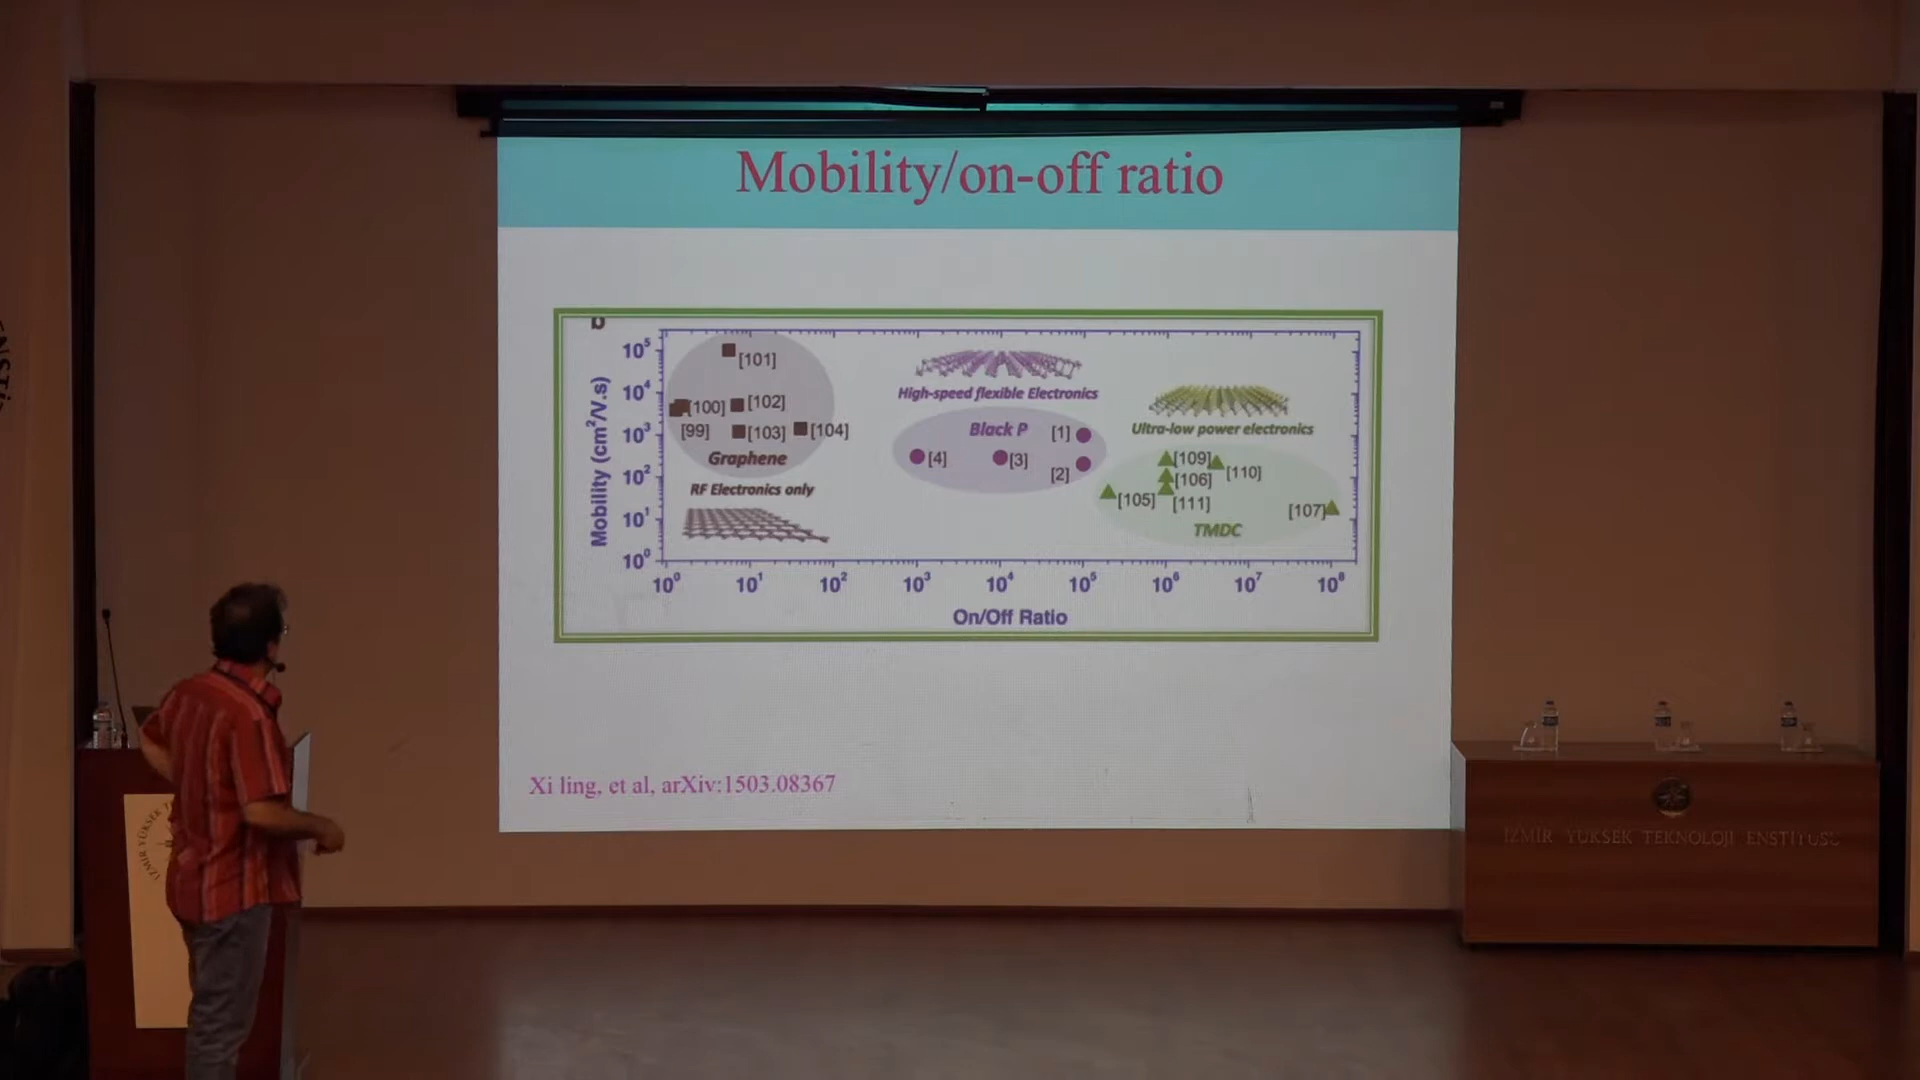 Mobility/on-off ratio
b
Mobility (cm²/V.s)
10⁵
10⁴
10³
10²
10¹
10⁰
[101]
[100]
[102]
[99]
[103]
[104]
Graphene
RF Electronics only
High-speed flexible Electronics
Black P
[1]
[4]
[3]
[2]
Ultra-low power electronics
[109]
[110]
[106]
[105]
[111]
[107]
TMDC
10⁰ 10¹ 10² 10³ 10⁴ 10⁵ 10⁶ 10⁷ 10⁸
On/Off Ratio
Xi ling, et al, arXiv:1503.08367
İZMİR YÜKSEK TEKNOLOJİ ENSTİTÜSÜ